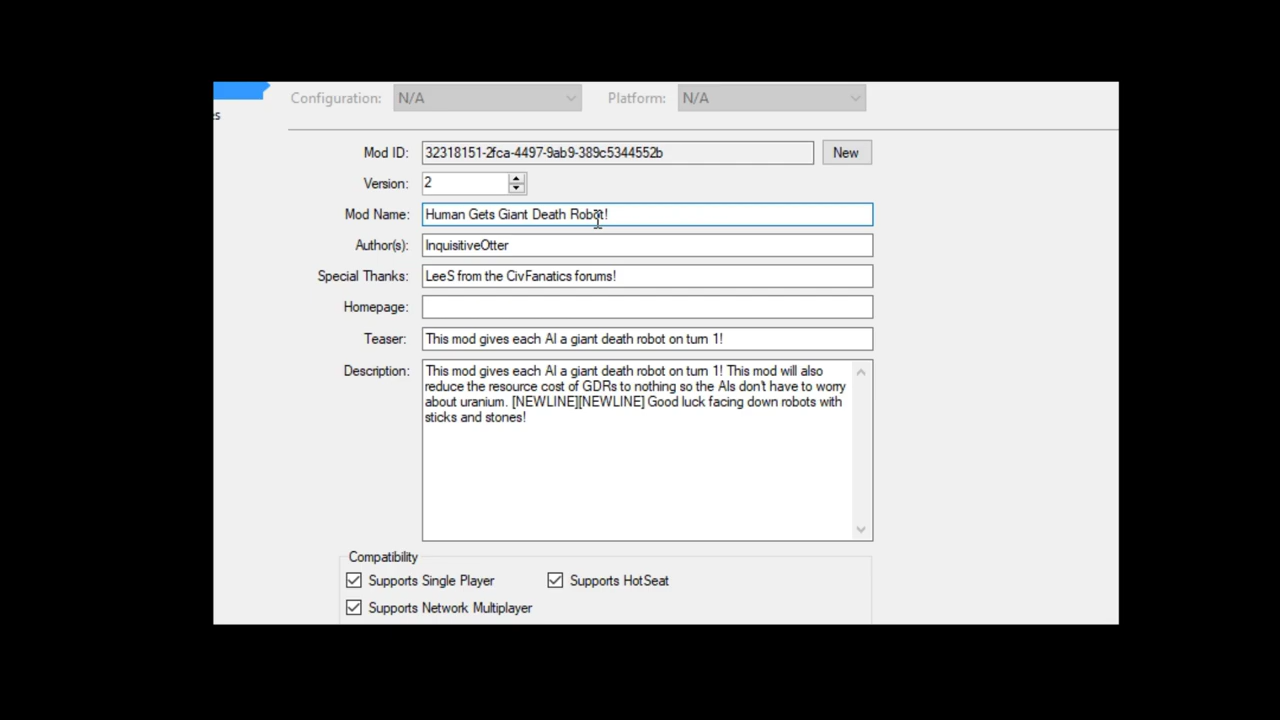 Configuration: N/A Platform: N/A
es
Mod ID: 32318151-2fca-4497-9ab9-389c5344552b New
Version: 2
Mod Name: Human Gets Giant Death Robot!
Author(s): InquisitiveOtter
Special Thanks: LeeS from the CivFanatics forums!
Homepage:
Teaser: This mod gives each AI a giant death robot on turn 1!
Description: This mod gives each AI a giant death robot on turn 1! This mod will also
reduce the resource cost of GDRs to nothing so the AIs don't have to worry
about uranium. [NEWLINE][NEWLINE] Good luck facing down robots with
sticks and stones!
Compatibility
Supports Single Player Supports HotSeat
Supports Network Multiplayer